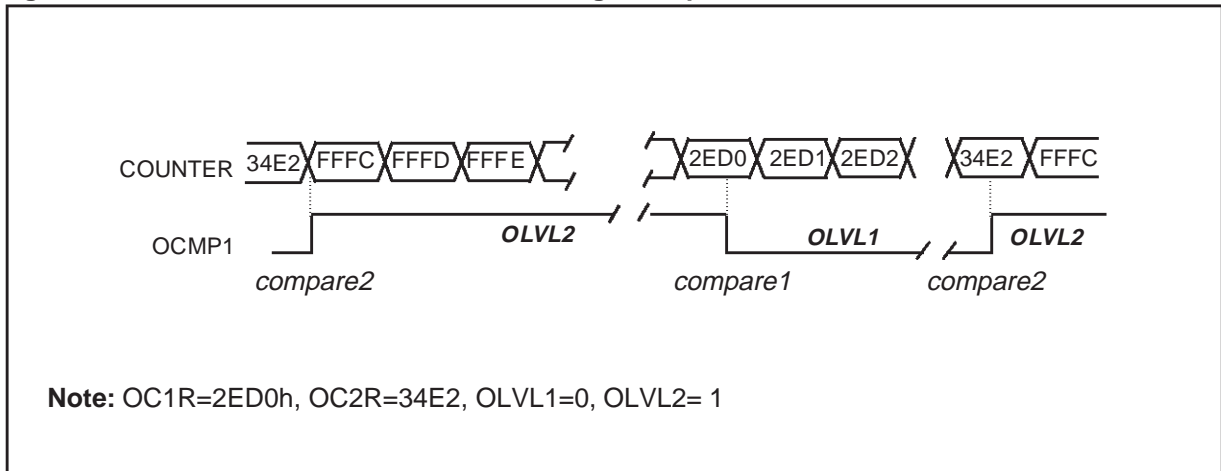 COUNTER 34E2 FFFC FFFD FFFE 2ED0 2ED1 2ED2 34E2 FFFC
OCMP1 OLVL2 OLVL1 OLVL2
compare2 compare1 compare2
Note: OC1R=2ED0h, OC2R=34E2, OLVL1=0, OLVL2= 1